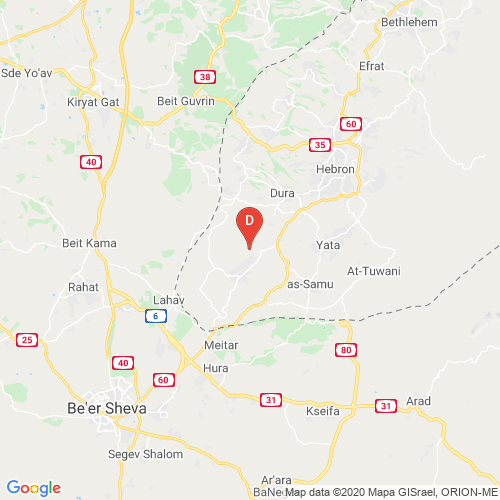 Bethlehem
Efrat
Sde Yo'av
38
Kiryat Gat
Beit Guvrin
60
35
40
Hebron
Dura
D
Beit Kama
Yata
At-Tuwani
Rahat
as-Samu
Lahav
6
25
Meitar
80
40
Hura
60
31
Arad
31
Be'er Sheva
Kseifa
Segev Shalom
Ar'ara
BaNe
Google
Map data ©2020 Mapa GISrael, ORION.ME